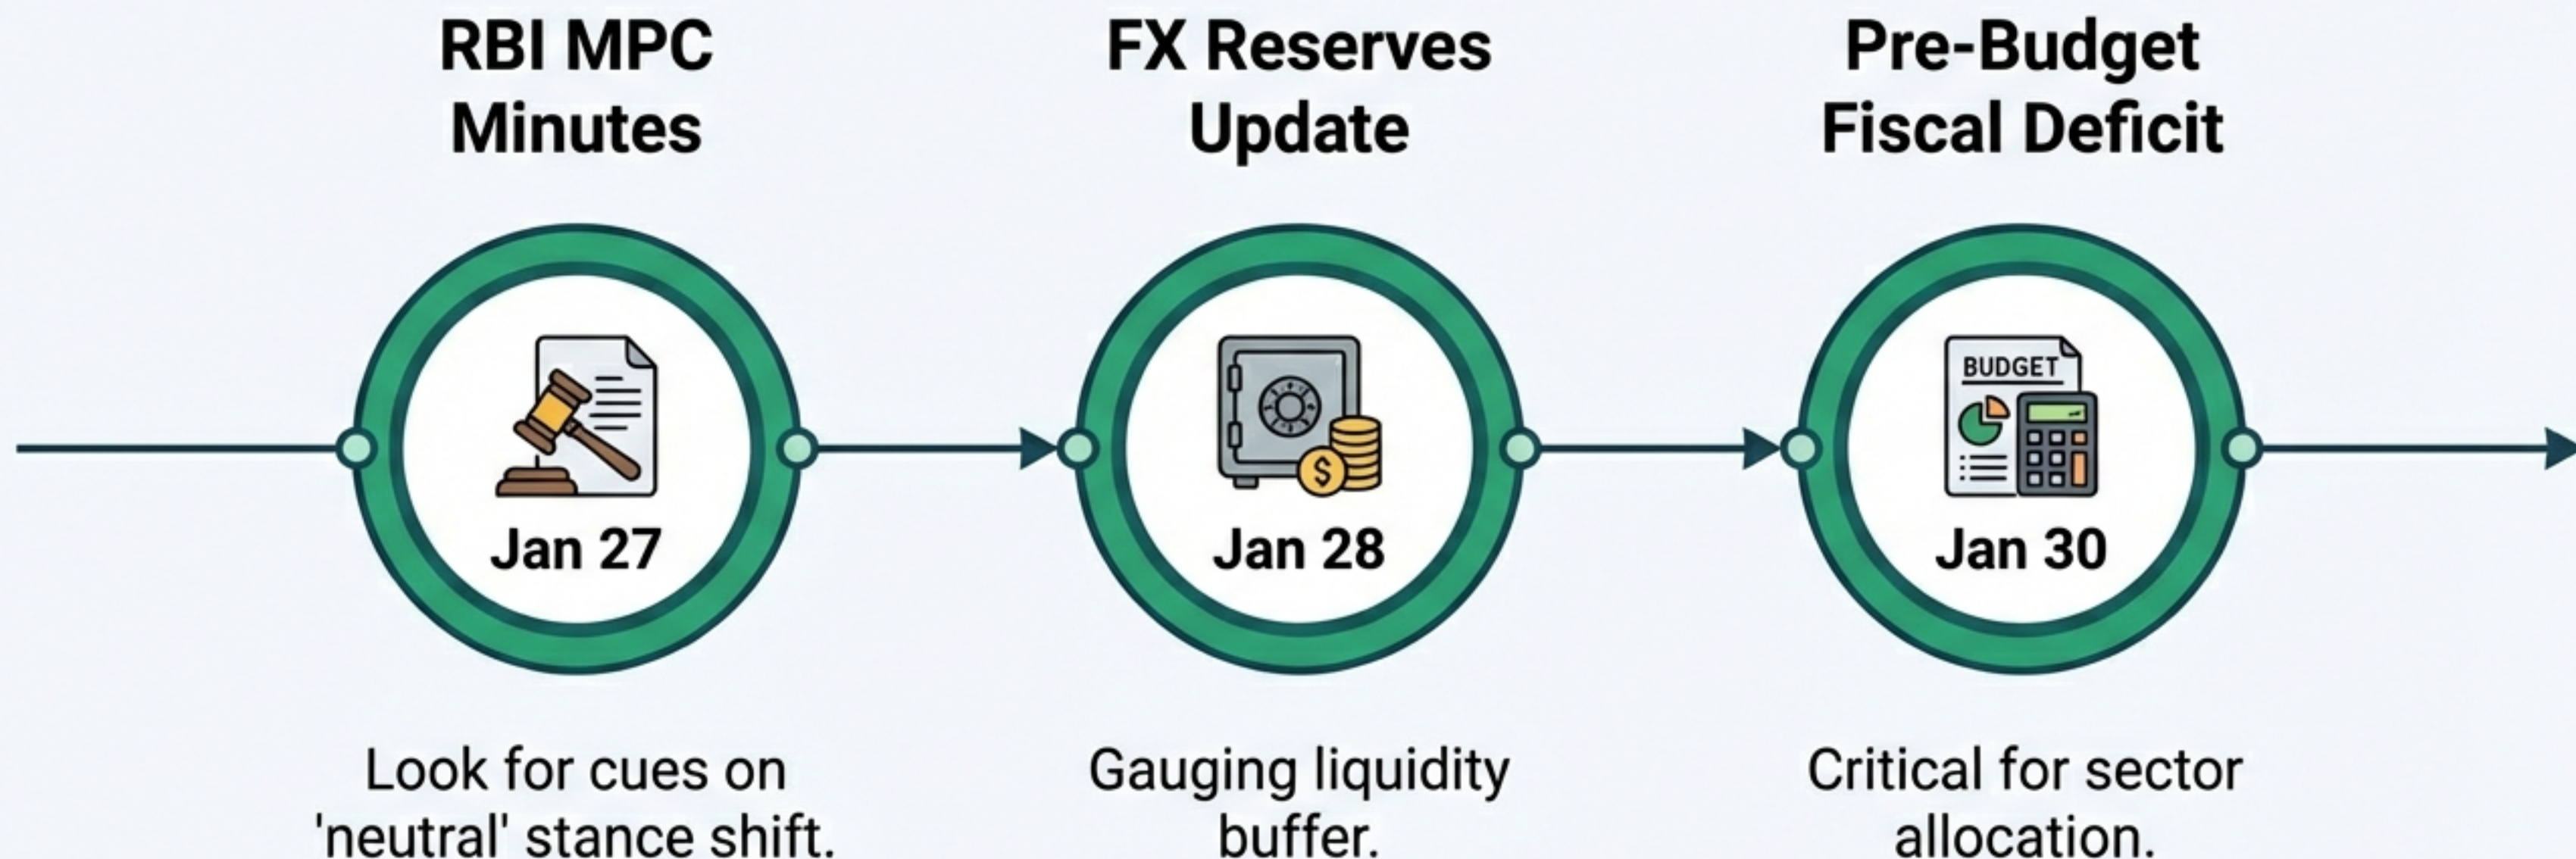 RBI MPC
Minutes
Jan 27
Look for cues on
'neutral' stance shift.
FX Reserves
Update
$
Jan 28
Gauging liquidity
buffer.
Pre-Budget
Fiscal Deficit
BUDGET
Jan 30
Critical for sector
allocation.